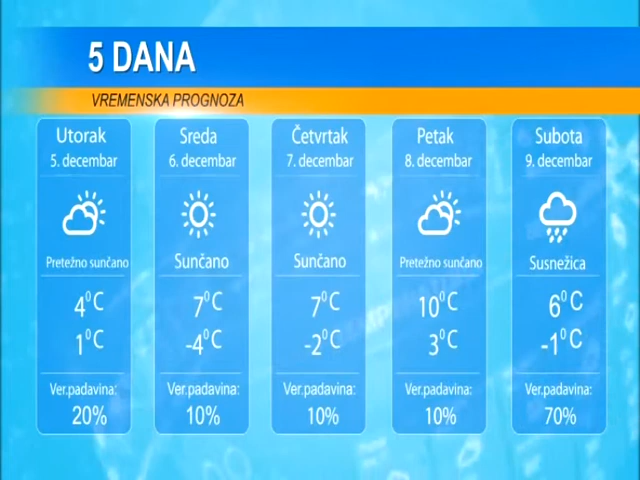 5 DANA
VREMENSKA PROGNOZA
Utorak
5. decembar
Pretežno sunčano
4°C
1°C
Ver.padavina:
20%
Sreda
6. decembar
Sunčano
7°C
-4°C
Ver.padavina:
10%
Četvrtak
7. decembar
Sunčano
7°C
-2°C
Ver.padavina:
10%
Petak
8. decembar
Pretežno sunčano
10°C
3°C
Ver.padavina:
10%
Subota
9. decembar
Susnežica
6°C
-1°C
Ver.padavina:
70%